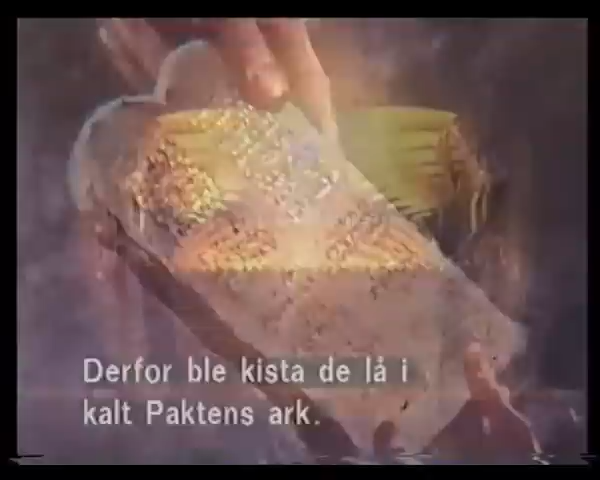 Derfor ble kista de lå i
kalt Paktens ark.